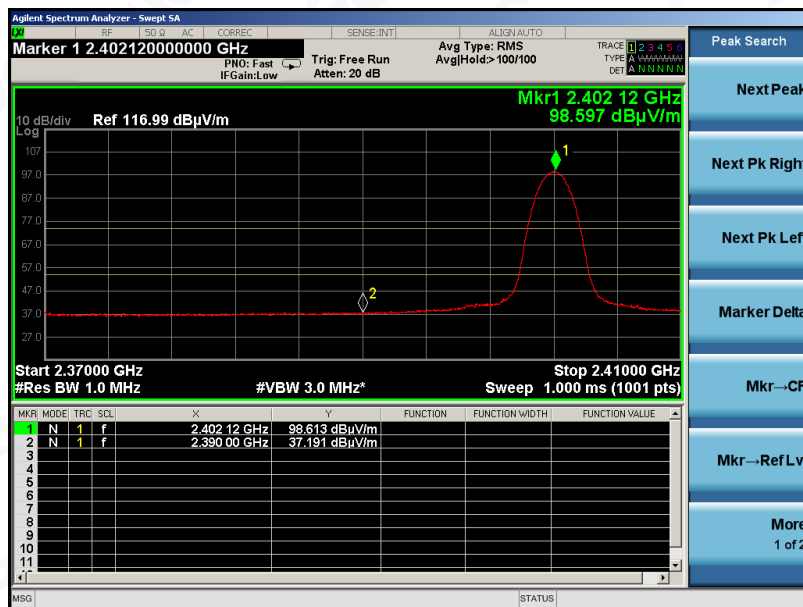 Agilent Spectrum Analyzer - Swept SA
LXI RF 50 Ω AC CORREC SENSE:INT ALIGN AUTO
Marker 1 2.402120000000 GHz
PNO: Fast
IFGain:Low
Trig: Free Run
Atten: 20 dB
Avg Type: RMS
Avg|Hold:>100/100
TRACE 1 2 3 4 5 6
TYPE A WWWWW
DET A N N N N N
Peak Search
Next Peak
Next Pk Right
Next Pk Left
Marker Delta
Mkr→CF
Mkr→Ref Lv
More
1 of 2
Mkr1 2.402 12 GHz
98.597 dBµV/m
10 dB/div Ref 116.99 dBµV/m
Log
107
97.0
87.0
77.0
67.0
57.0
47.0
37.0
27.0
1
2
Start 2.37000 GHz Stop 2.41000 GHz
#Res BW 1.0 MHz #VBW 3.0 MHz* Sweep 1.000 ms (1001 pts)
MKR MODE TRC SCL X Y FUNCTION FUNCTION WIDTH FUNCTION VALUE
1 N 1 f 2.402 12 GHz 98.613 dBµV/m
2 N 1 f 2.390 00 GHz 37.191 dBµV/m
3
4
5
6
7
8
9
10
11
MSG STATUS